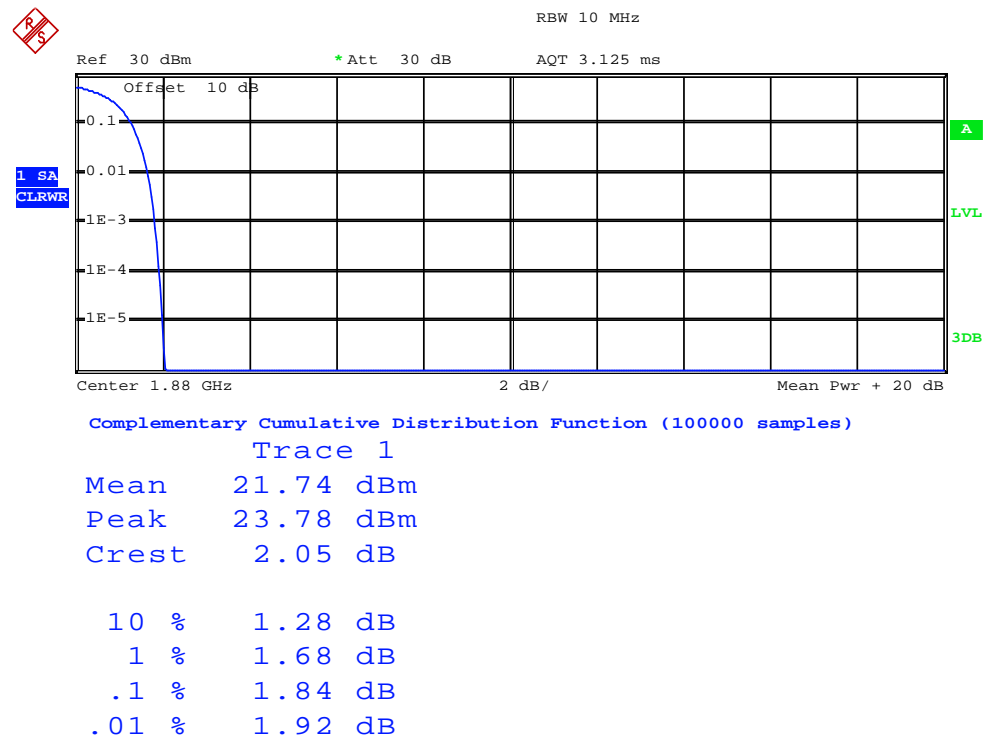 R S
RBW 10 MHz
Ref 30 dBm * Att 30 dB AQT 3.125 ms
Offset 10 dB
0.1
A
0.01
1 SA
CLRWR
1E-3
LVL
1E-4
1E-5
3DB
Center 1.88 GHz 2 dB/ Mean Pwr + 20 dB
Complementary Cumulative Distribution Function (100000 samples)
Trace 1
Mean 21.74 dBm
Peak 23.78 dBm
Crest 2.05 dB
10 % 1.28 dB
1 % 1.68 dB
.1 % 1.84 dB
.01 % 1.92 dB